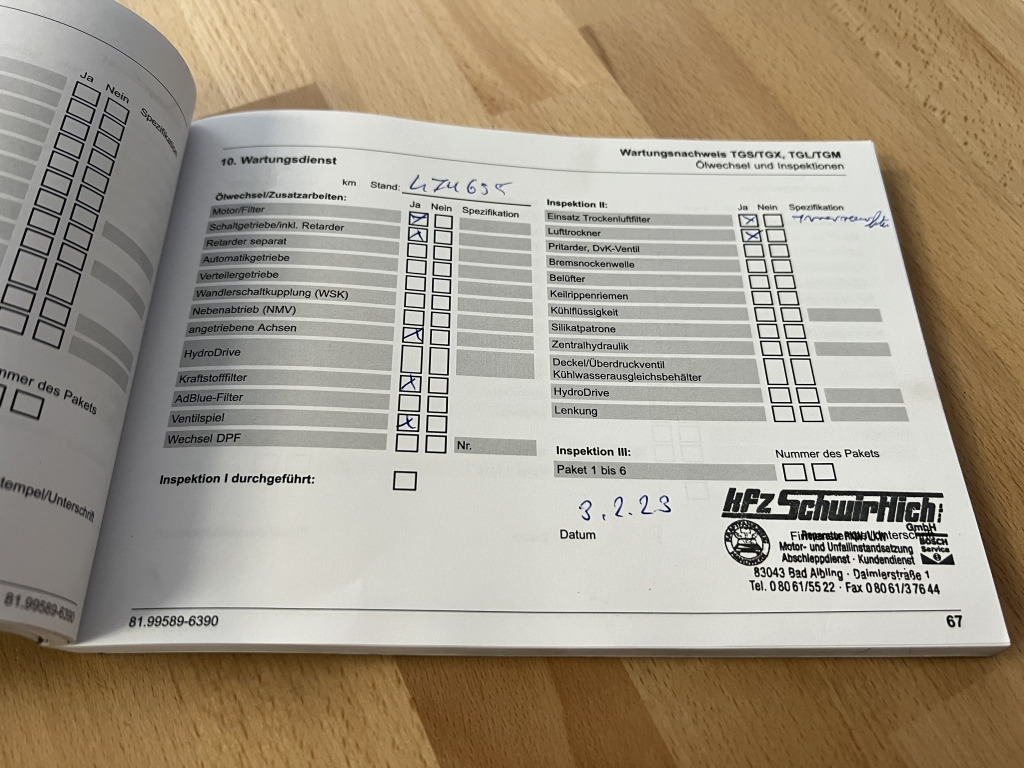 Ja Nein Spezifikation
mmer des Pakets
tempel/Unterschrift
81.99589-6390
10. Wartungsdienst
Wartungsnachweis TGS/TGX, TGL/TGM
Ölwechsel und Inspektionen
km Stand:
Ölwechsel/Zusatzarbeiten: Ja Nein Spezifikation
Motor/Filter
Schaltgetriebe/inkl. Retarder
Retarder separat
Automatikgetriebe
Verteilergetriebe
Wandlerschaltkupplung (WSK)
Nebenabtrieb (NMV)
angetriebene Achsen
HydroDrive
Kraftstofffilter
AdBlue-Filter
Ventilspiel
Wechsel DPF Nr.
Inspektion I durchgeführt:
Inspektion II: Ja Nein Spezifikation
Einsatz Trockenluftfilter
Lufttrockner
Pritarder, DvK-Ventil
Bremsnockenwelle
Belüfter
Keilrippenriemen
Kühlflüssigkeit
Silikatpatrone
Zentralhydraulik
Deckel/Überdruckventil
Kühlwasserausgleichsbehälter
HydroDrive
Lenkung
Inspektion III: Nummer des Pakets
Paket 1 bis 6
3.2.23
Datum
kfz Schwirtlich
GmbH
Motor- und Unfallinstandsetzung
Abschleppdienst · Kundendienst
BOSCH
Service
83043 Bad Aibling · Daimlerstraße 1
Tel. 0 80 61/55 22 · Fax 0 80 61/3 76 44
81.99589-6390
67